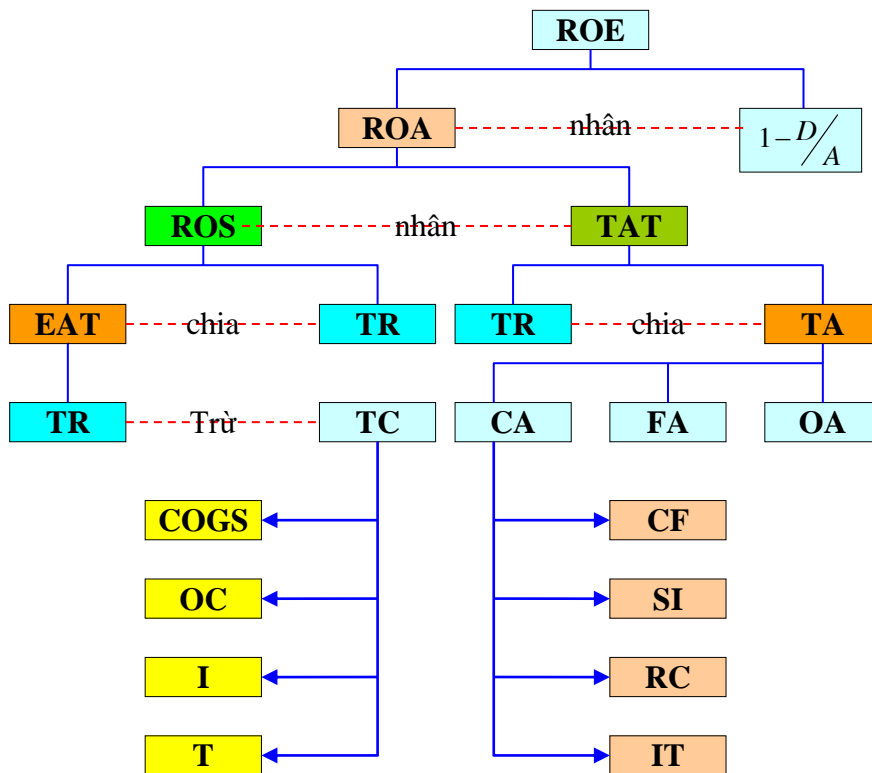 ROE
ROA nhân 1 – D/A
ROS nhân TAT
EAT chia TR TR chia TA
TR Trừ TC CA FA OA
COGS CF
OC SI
I RC
T IT